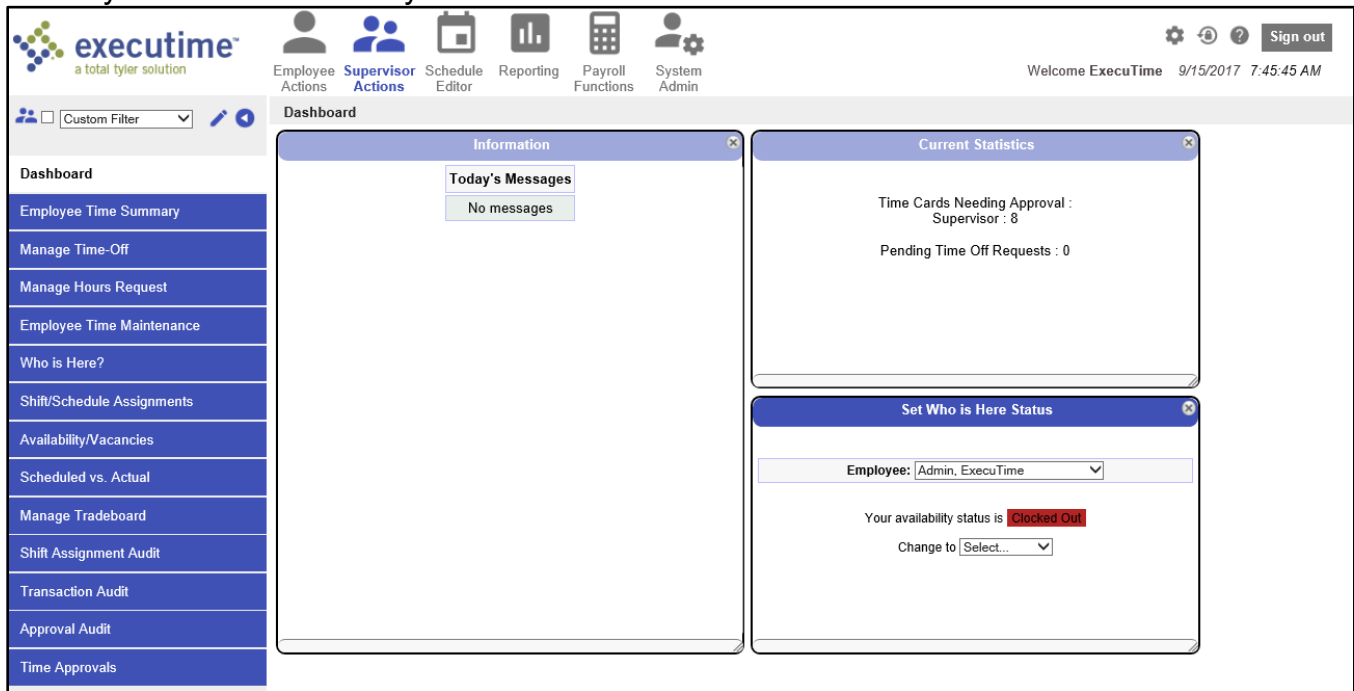 executime™
a total tyler solution
Employee Actions
Supervisor Actions
Schedule Editor
Reporting
Payroll Functions
System Admin
Sign out
Welcome ExecuTime 9/15/2017 7:45:45 AM
Custom Filter
Dashboard
Dashboard
Employee Time Summary
Manage Time-Off
Manage Hours Request
Employee Time Maintenance
Who is Here?
Shift/Schedule Assignments
Availability/Vacancies
Scheduled vs. Actual
Manage Tradeboard
Shift Assignment Audit
Transaction Audit
Approval Audit
Time Approvals
Information
Today's Messages
No messages
Current Statistics
Time Cards Needing Approval :
Supervisor : 8
Pending Time Off Requests : 0
Set Who is Here Status
Employee: Admin, ExecuTime
Your availability status is Clocked Out
Change to Select...